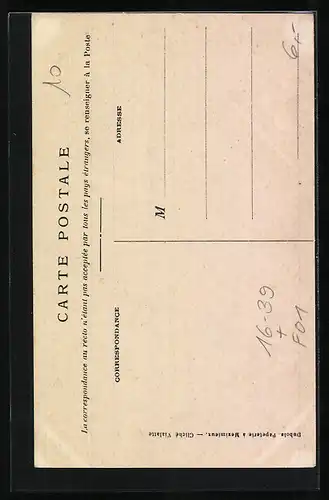 10
CARTE POSTALE
La correspondance au recto n'étant pas acceptée par tous les pays étrangers, se renseigner à la Poste
CORRESPONDANCE
ADRESSE
M
16-39
+
F01
6,-
Dubois, Papeterie à Meximieux. — Cliché Vialatte